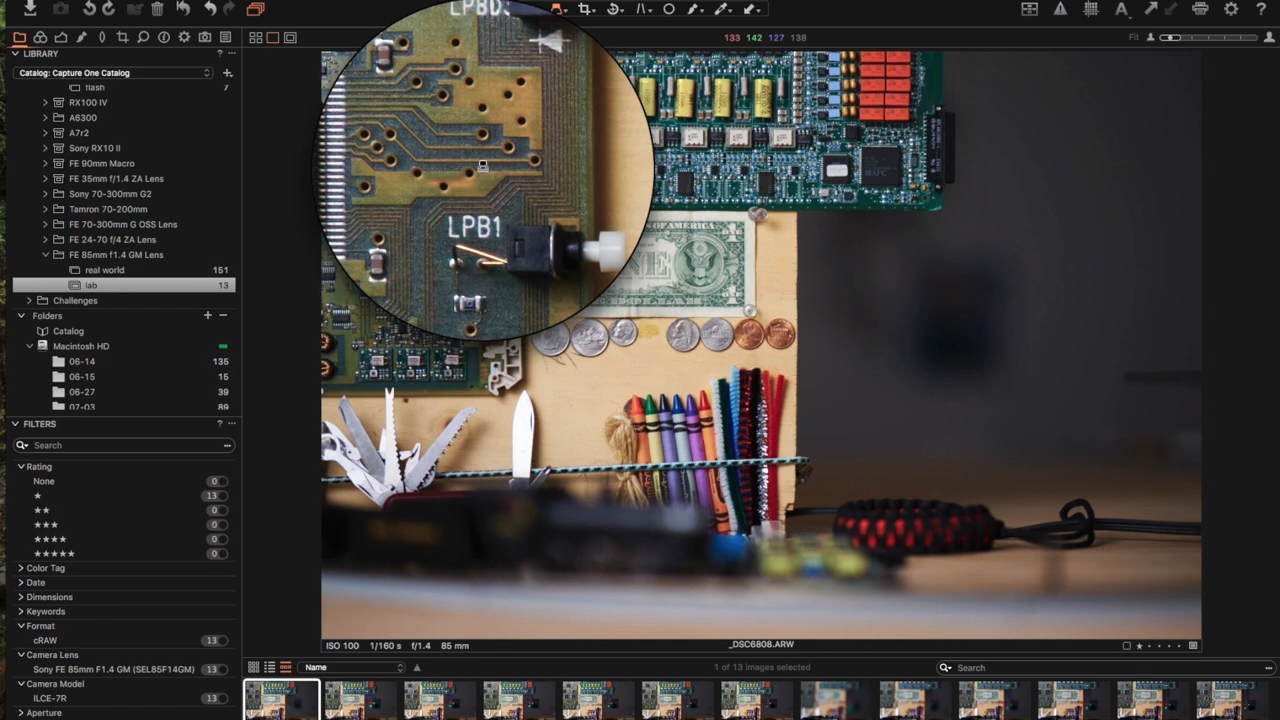 133 142 127 138
Fit
LIBRARY ? ...
Catalog: Capture One Catalog
flash 7
RX100 IV
A6300
A7r2
Sony RX10 II
FE 90mm Macro
FE 35mm f/1.4 ZA Lens
Sony 70-300mm G2
Tamron 70-200mm
FE 70-300mm G OSS Lens
FE 24-70 f/4 ZA Lens
FE 85mm f/1.4 GM Lens
real world 151
lab 13
Challenges
Folders
Catalog
Macintosh HD
06-14 135
06-15 15
06-27 39
07-03 89
FILTERS ? ...
Search
Rating
None 0
★ 13
★★ 0
★★★ 0
★★★★ 0
★★★★★ 0
Color Tag
Date
Dimensions
Keywords
Format
cRAW 13
Camera Lens
Sony FE 85mm F1.4 GM (SEL85F14GM) 13
Camera Model
ILCE-7R 13
Aperture
LPB1
ONE
ISO 100 1/160 s f/1.4 85 mm
_DSC6808.ARW
Name
1 of 13 images selected
Search